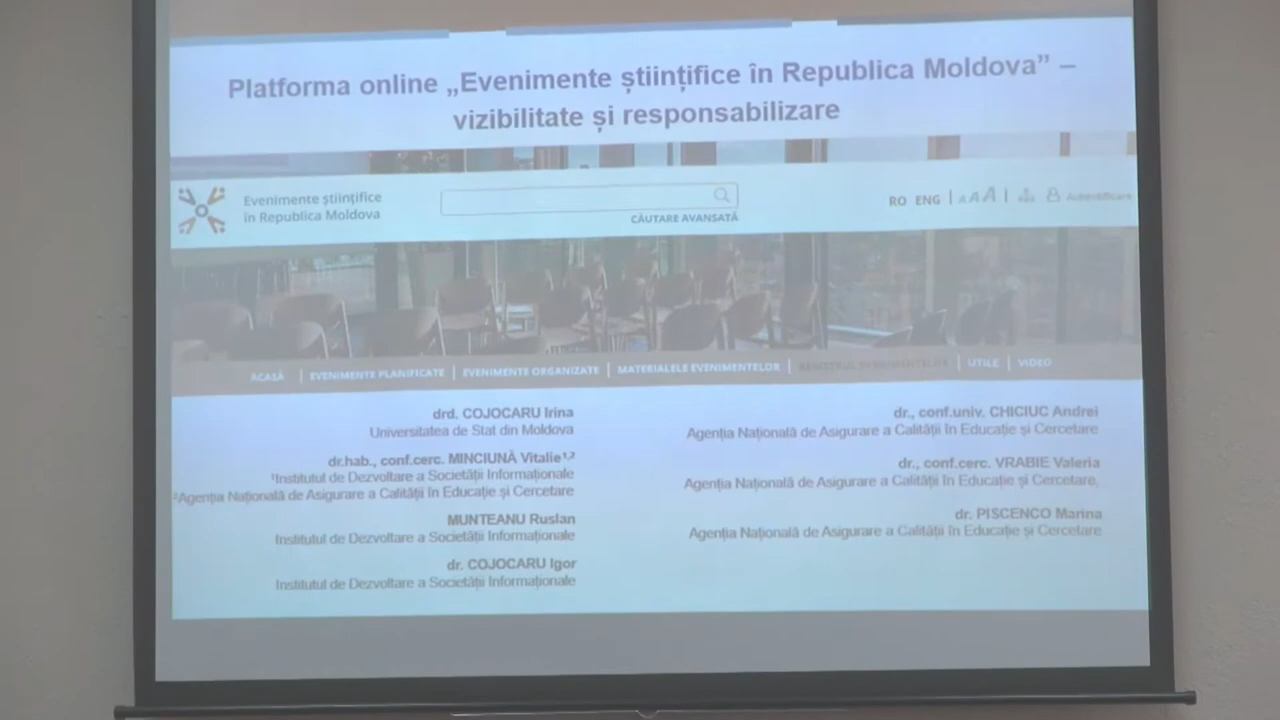 Platforma online „Evenimente științifice în Republica Moldova” –
vizibilitate și responsabilizare
Evenimente științifice
în Republica Moldova
CĂUTARE AVANSATĂ
RO ENG | A A A | Autentificare
ACASĂ | EVENIMENTE PLANIFICATE | EVENIMENTE ORGANIZATE | MATERIALELE EVENIMENTELOR | REGISTRUL EVENIMENTELOR | UTILE | VIDEO
drd. COJOCARU Irina
Universitatea de Stat din Moldova
dr.hab., conf.cerc. MINCIUNĂ Vitalie¹,²
¹Institutul de Dezvoltare a Societății Informaționale
²Agenția Națională de Asigurare a Calității în Educație și Cercetare
MUNTEANU Ruslan
Institutul de Dezvoltare a Societății Informaționale
dr. COJOCARU Igor
Institutul de Dezvoltare a Societății Informaționale
dr., conf.univ. CHICIUC Andrei
Agenția Națională de Asigurare a Calității în Educație și Cercetare
dr., conf.cerc. VRABIE Valeria
Agenția Națională de Asigurare a Calității în Educație și Cercetare,
dr. PISCENCO Marina
Agenția Națională de Asigurare a Calității în Educație și Cercetare